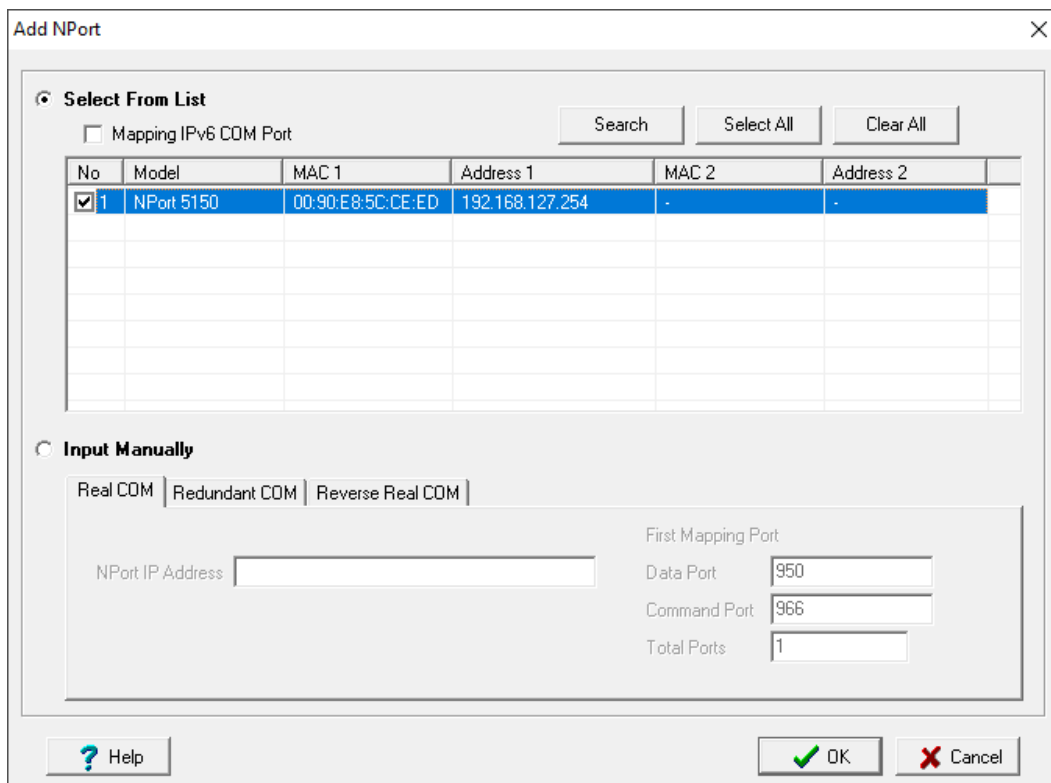 Add NPort
Select From List
Mapping IPv6 COM Port
Search
Select All
Clear All
No Model MAC 1 Address 1 MAC 2 Address 2
1 NPort 5150 00:90:E8:5C:CE:ED 192.168.127.254 - -
Input Manually
Real COM Redundant COM Reverse Real COM
First Mapping Port
NPort IP Address
Data Port 950
Command Port 966
Total Ports 1
? Help
OK
Cancel